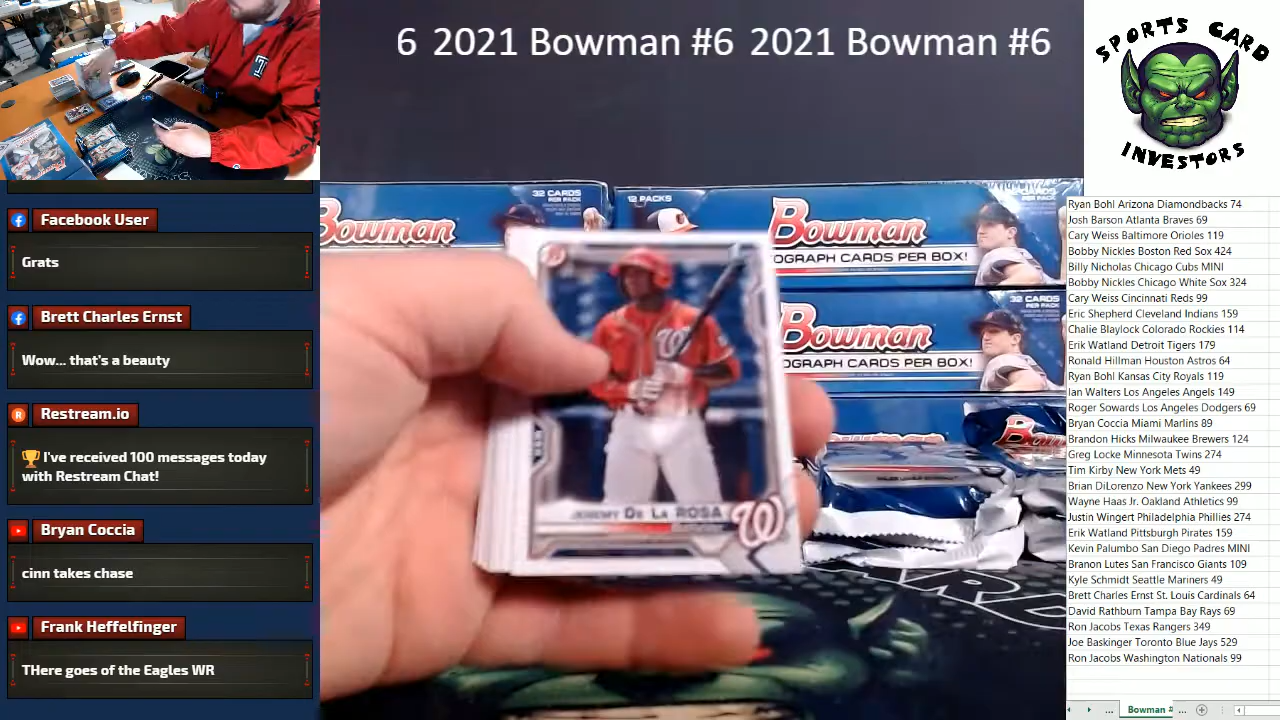 6 2021 Bowman #6 2021 Bowman #6
SPORTS CARD
INVESTORS
Facebook User
Grats
Brett Charles Ernst
Wow... that's a beauty
Restream.io
🏆 I've received 100 messages today
with Restream Chat!
Bryan Coccia
cinn takes chase
Frank Heffelfinger
THere goes of the Eagles WR
32 CARDS
PER PACK
12 PACKS
Bowman
Bowman
OGRAPH CARDS PER BOX!
32 CARDS
PER PACK
Bowman
OGRAPH CARDS PER BOX!
W
JEREMY DE LA ROSA
W
Ryan Bohl Arizona Diamondbacks 74
Josh Barson Atlanta Braves 69
Cary Weiss Baltimore Orioles 119
Bobby Nickles Boston Red Sox 424
Billy Nicholas Chicago Cubs MINI
Bobby Nickles Chicago White Sox 324
Cary Weiss Cincinnati Reds 99
Eric Shepherd Cleveland Indians 159
Chalie Blaylock Colorado Rockies 114
Erik Watland Detroit Tigers 179
Ronald Hillman Houston Astros 64
Ryan Bohl Kansas City Royals 119
Ian Walters Los Angeles Angels 149
Roger Sowards Los Angeles Dodgers 69
Bryan Coccia Miami Marlins 89
Brandon Hicks Milwaukee Brewers 124
Greg Locke Minnesota Twins 274
Tim Kirby New York Mets 49
Brian DiLorenzo New York Yankees 299
Wayne Haas Jr. Oakland Athletics 99
Justin Wingert Philadelphia Phillies 274
Erik Watland Pittsburgh Pirates 159
Kevin Palumbo San Diego Padres MINI
Branon Lutes San Francisco Giants 109
Kyle Schmidt Seattle Mariners 49
Brett Charles Ernst St. Louis Cardinals 64
David Rathburn Tampa Bay Rays 69
Ron Jacobs Texas Rangers 349
Joe Baskinger Toronto Blue Jays 529
Ron Jacobs Washington Nationals 99
... Bowman # ...